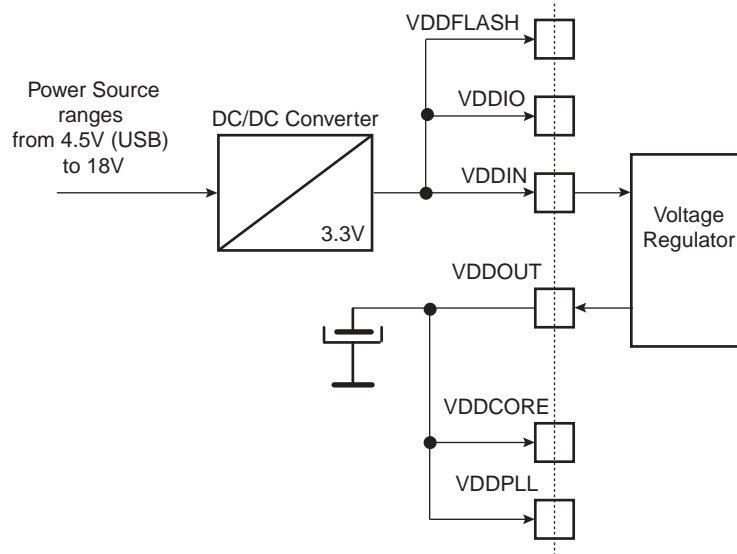 VDDFLASH
Power Source
ranges
from 4.5V (USB)
to 18V
DC/DC Converter
VDDIO
VDDIN
3.3V
Voltage
Regulator
VDDOUT
VDDCORE
VDDPLL